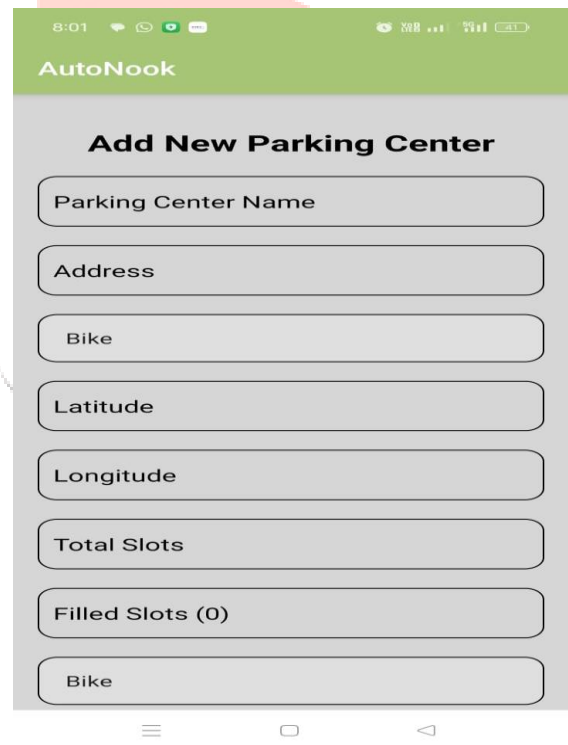 8:01
41
AutoNook
Add New Parking Center
Parking Center Name
Address
Bike
Latitude
Longitude
Total Slots
Filled Slots (0)
Bike